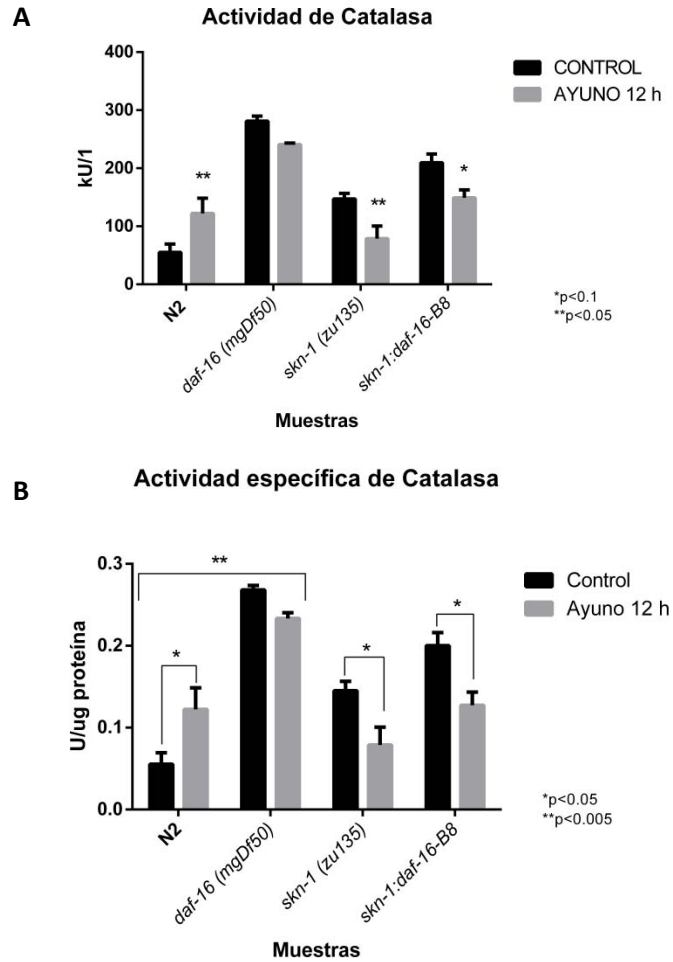 A
Actividad de Catalasa
400
300
200
100
0
kU/1
CONTROL
AYUNO 12 h
**
**
*
N2
daf-16 (mgDf50)
skn-1 (zu135)
skn-1:daf-16-B8
*p<0.1
**p<0.05
Muestras
B
Actividad específica de Catalasa
0.3
0.2
0.1
0.0
U/ug proteína
Control
Ayuno 12 h
**
*
*
*
N2
daf-16 (mgDf50)
skn-1 (zu135)
skn-1:daf-16-B8
*p<0.05
**p<0.005
Muestras